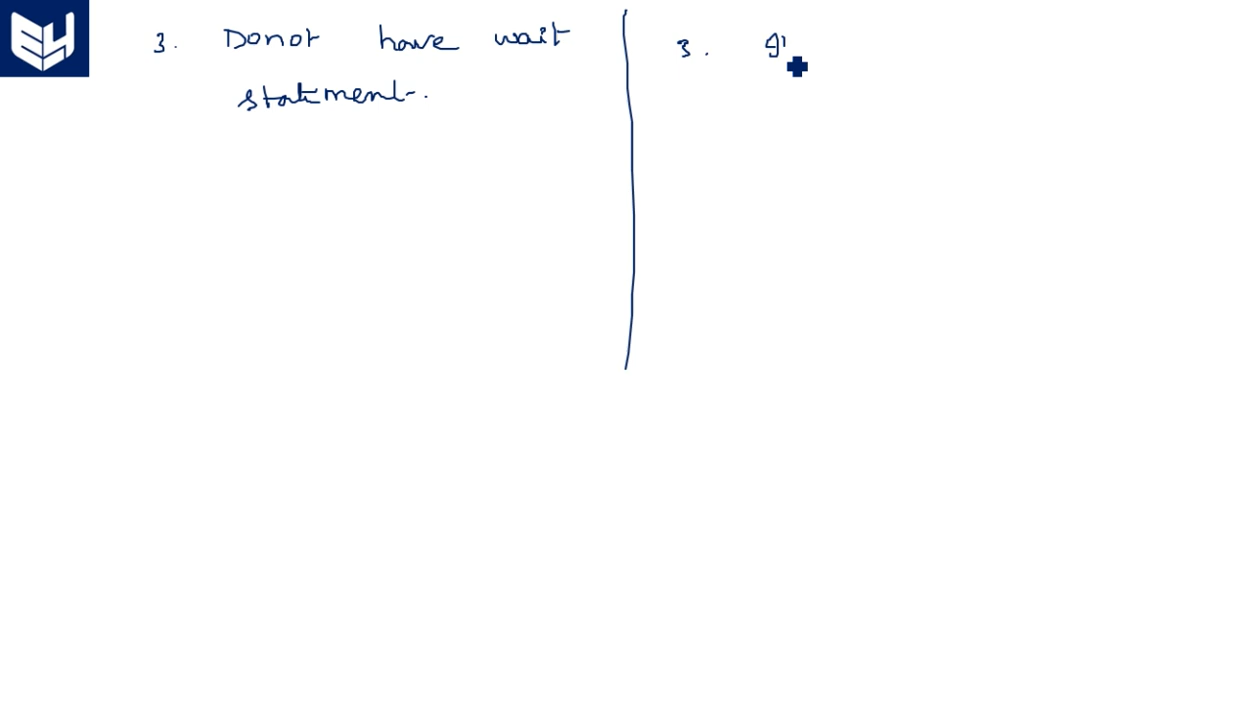 3. Donot have wait
statement.
3.